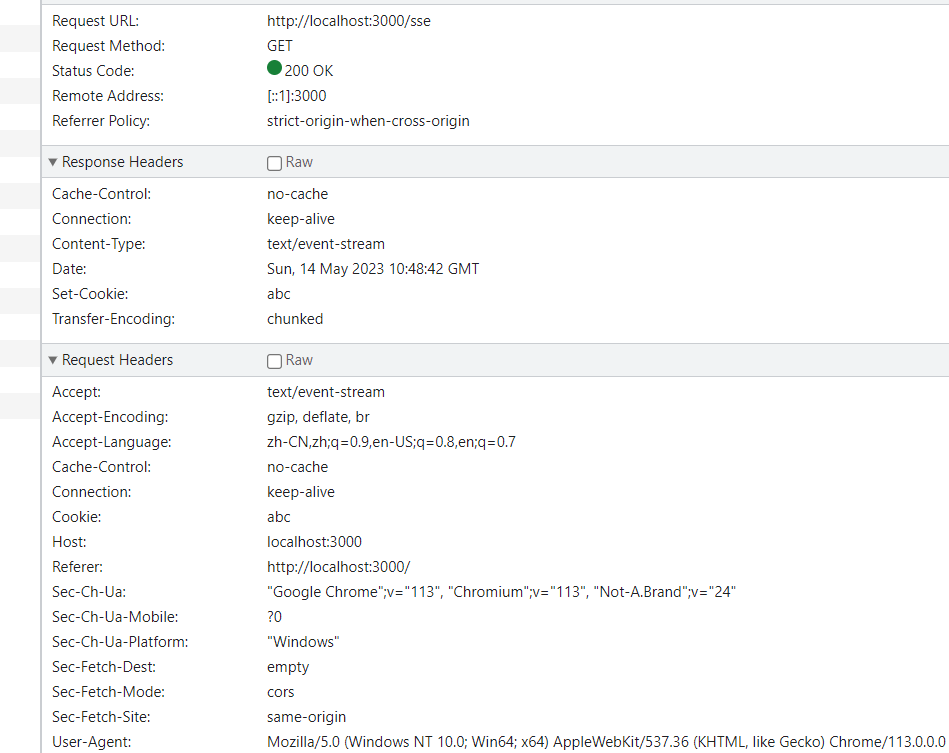 Request URL: http://localhost:3000/sse
Request Method: GET
Status Code: 200 OK
Remote Address: [::1]:3000
Referrer Policy: strict-origin-when-cross-origin
Response Headers Raw
Cache-Control: no-cache
Connection: keep-alive
Content-Type: text/event-stream
Date: Sun, 14 May 2023 10:48:42 GMT
Set-Cookie: abc
Transfer-Encoding: chunked
Request Headers Raw
Accept: text/event-stream
Accept-Encoding: gzip, deflate, br
Accept-Language: zh-CN,zh;q=0.9,en-US;q=0.8,en;q=0.7
Cache-Control: no-cache
Connection: keep-alive
Cookie: abc
Host: localhost:3000
Referer: http://localhost:3000/
Sec-Ch-Ua: "Google Chrome";v="113", "Chromium";v="113", "Not-A.Brand";v="24"
Sec-Ch-Ua-Mobile: ?0
Sec-Ch-Ua-Platform: "Windows"
Sec-Fetch-Dest: empty
Sec-Fetch-Mode: cors
Sec-Fetch-Site: same-origin
User-Agent: Mozilla/5.0 (Windows NT 10.0; Win64; x64) AppleWebKit/537.36 (KHTML, like Gecko) Chrome/113.0.0.0